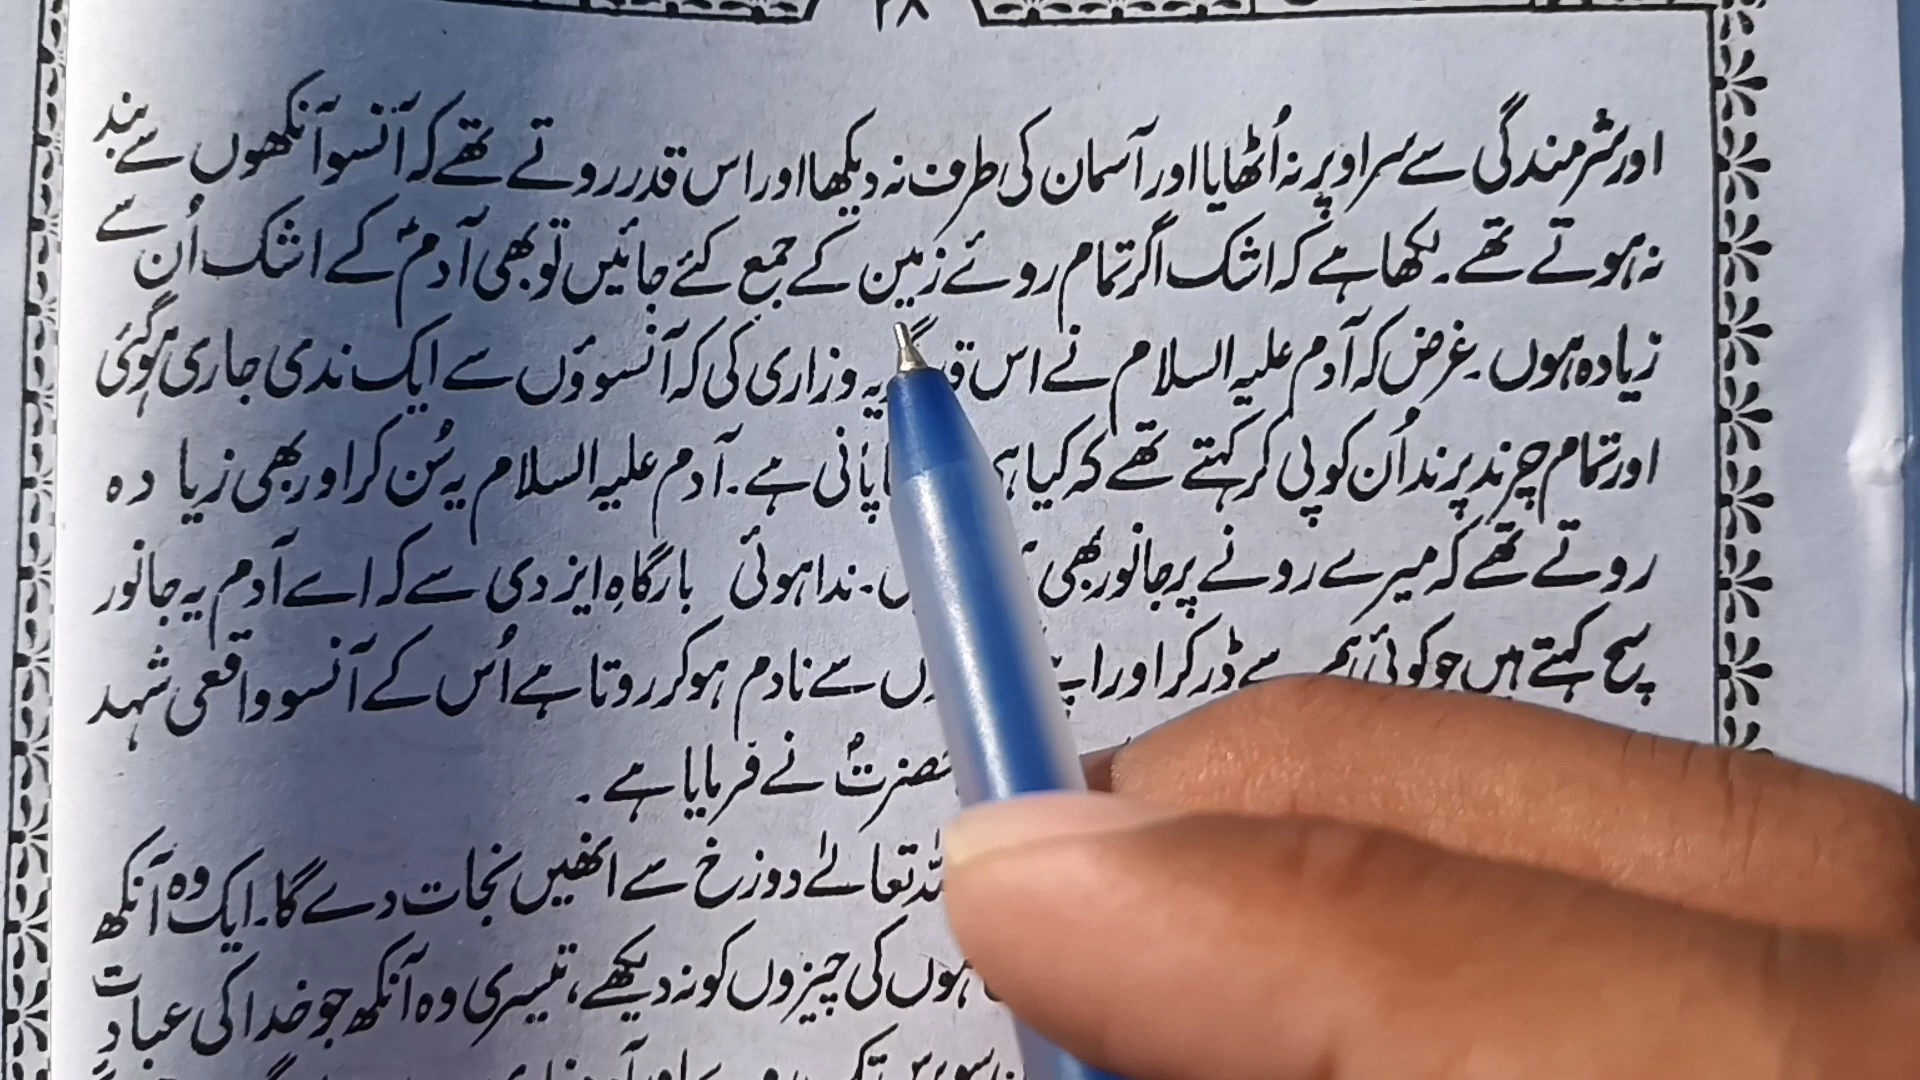 ۲۸
اور شرمندگی سے سر اوپر نہ اُٹھایا اور آسمان کی طرف نہ دیکھا اور اس قدر روتے تھے کہ آنسو آنکھوں سے بند
نہ ہوتے تھے۔ لکھا ہے کہ اشک اگر تمام روئے زمین کے جمع کئے جائیں تو بھی آدمؑ کے اشک اُن سے
زیادہ ہوں۔ غرض کہ آدم علیہ السلام نے اس وزاری کی کہ آنسوؤں سے ایک ندی جاری ہوگئی
اور تمام چرند پرند اُن کو پی کر کہتے تھے کہ کیا پانی ہے۔ آدم علیہ السلام یہ سُن کر اور بھی زیادہ
روتے تھے کہ میرے رونے پر جانور بھی ۔ ندا ہوئی بارگاہِ ایزدی سے کہ اے آدم یہ جانور
سچ کہتے ہیں جو کوئی ہم سے ڈر کر اور سے نادم ہو کر روتا ہے اُس کے آنسو واقعی شہد
نے فرمایا ہے۔
تعالےٰ دوزخ سے انھیں نجات دے گا۔ ایک وہ آنکھ
کی چیزوں کو نہ دیکھے، تیسری وہ آنکھ جو خدا کی عبادت